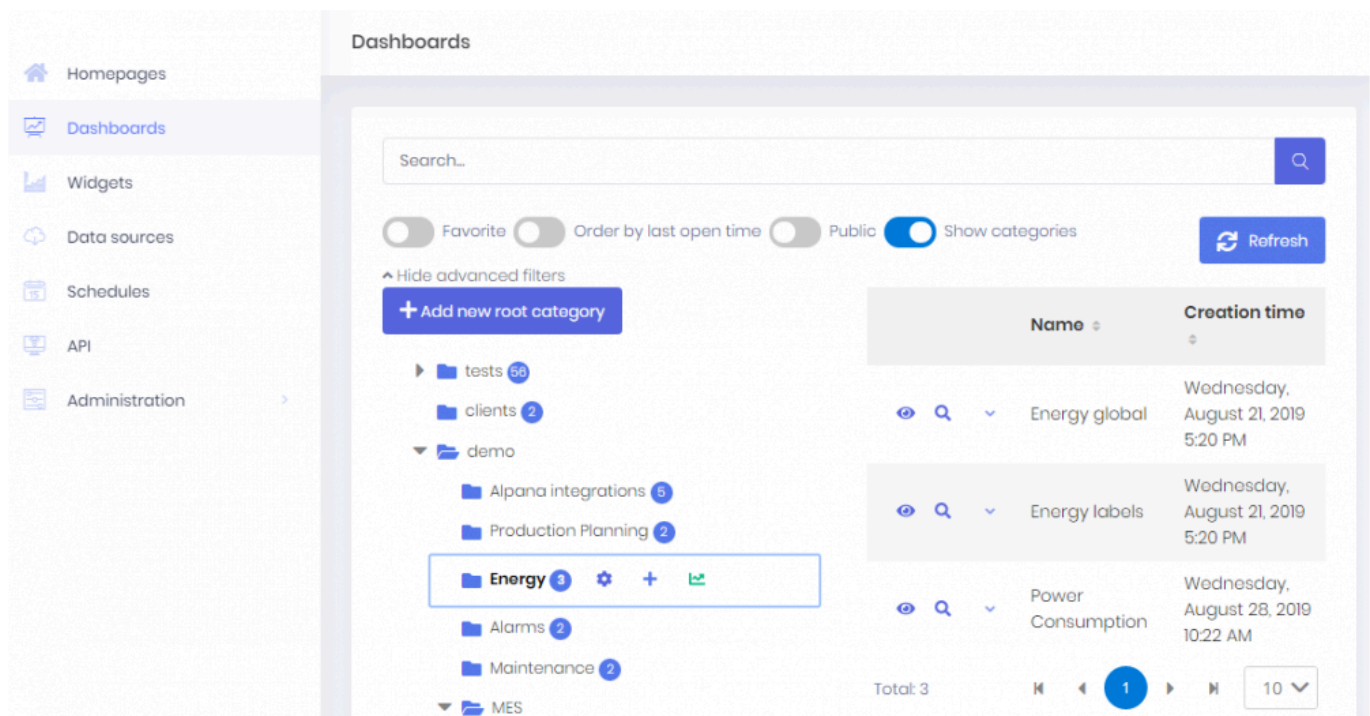 Dashboards
Homepages
Dashboards
Widgets
Data sources
Schedules
15
API
Administration
Search...
Favorite Order by last open time Public Show categories
Refresh
Hide advanced filters
Add new root category
Name Creation time
tests 56
clients 2
demo
Alpana integrations 5
Production Planning 2
Energy 3
Alarms 2
Maintenance 2
MES
Energy global
Wednesday,
August 21, 2019
5:20 PM
Energy labels
Wednesday,
August 21, 2019
5:20 PM
Power
Consumption
Wednesday,
August 28, 2019
10:22 AM
Total: 3
1
10